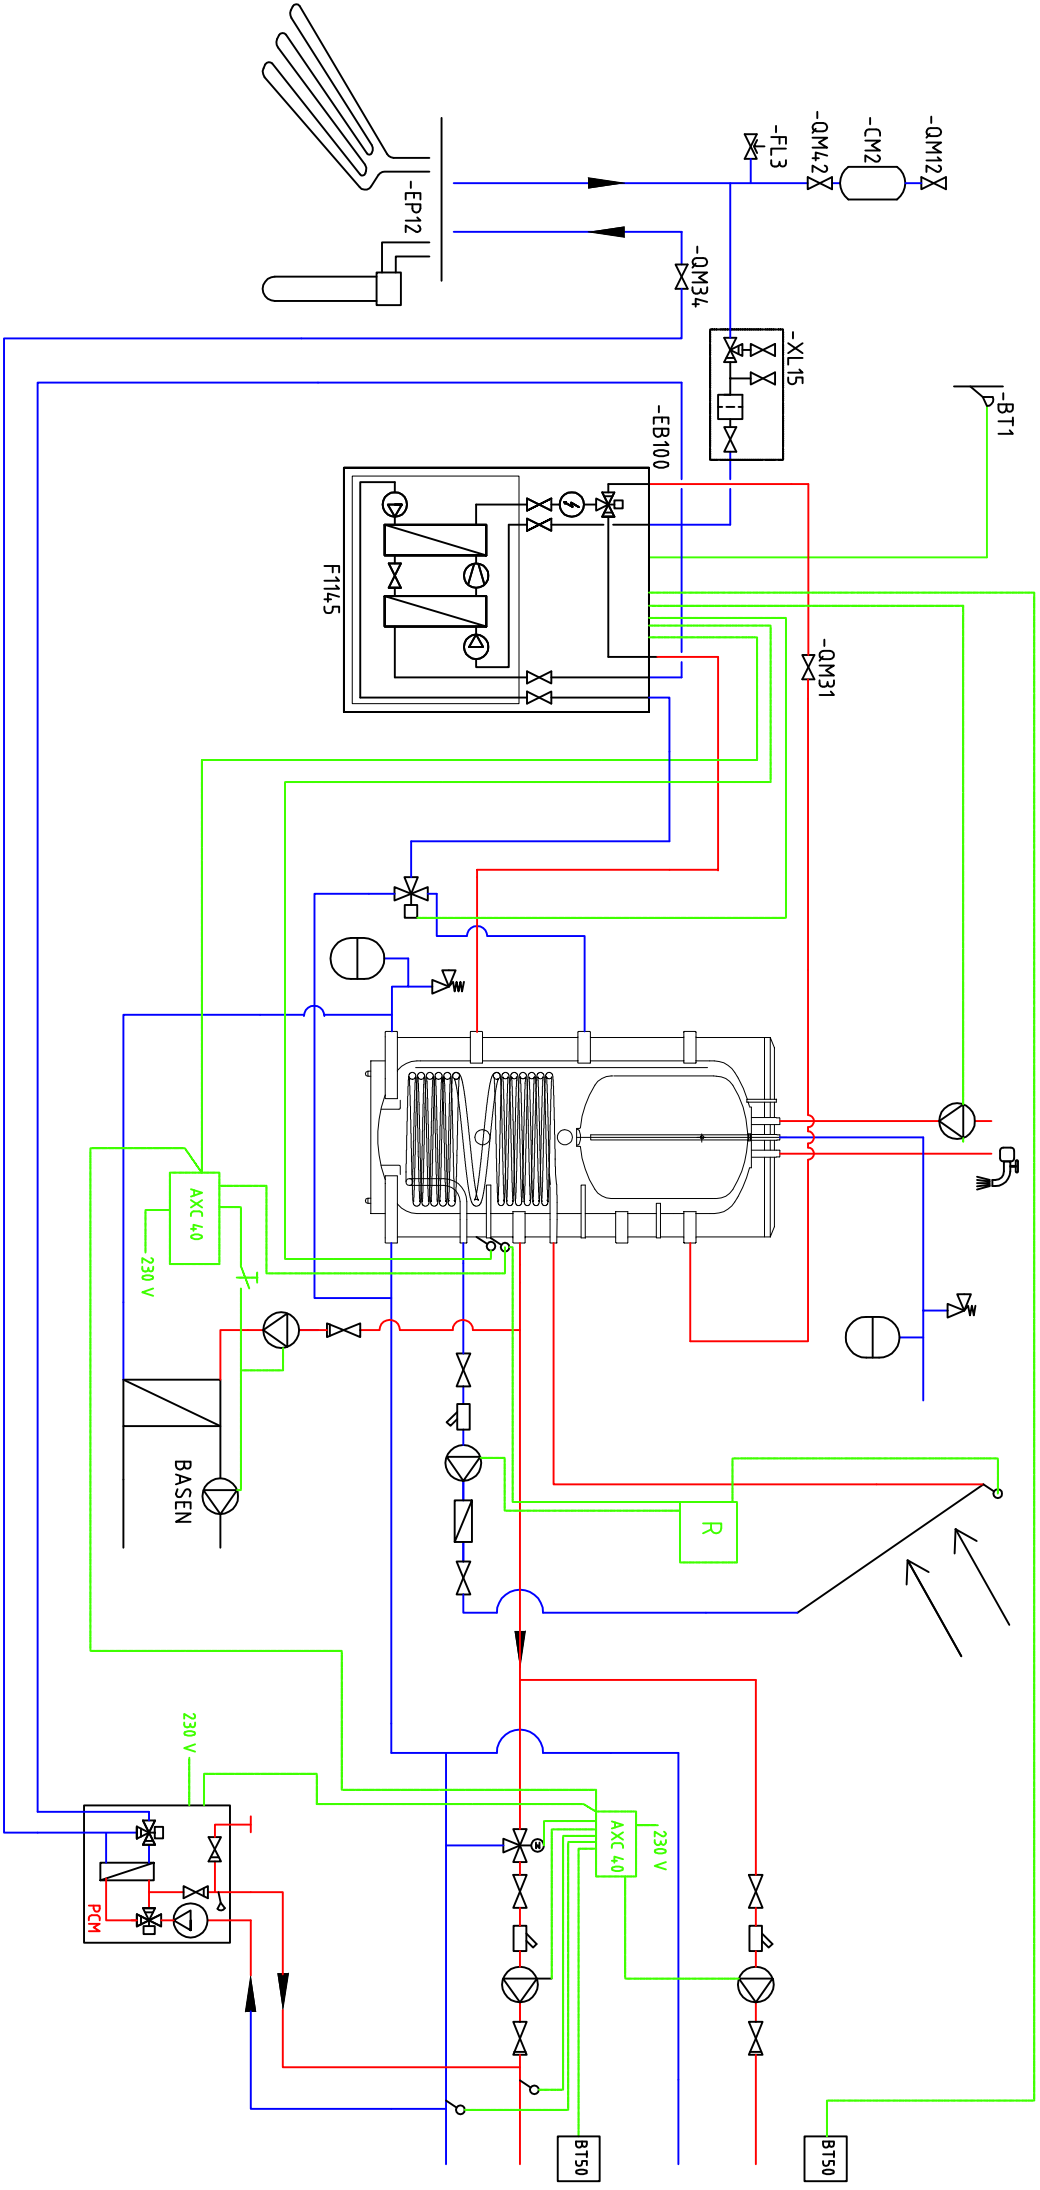 -QM12
-CM2
-QM42
-FL3
-EP12
-QM34
-XL15
-BT1
-EB100
F1145
-QM31
AXC 40
230 V
BASEN
R
230 V
AXC 40
230 V
PCM
BT50
BT50